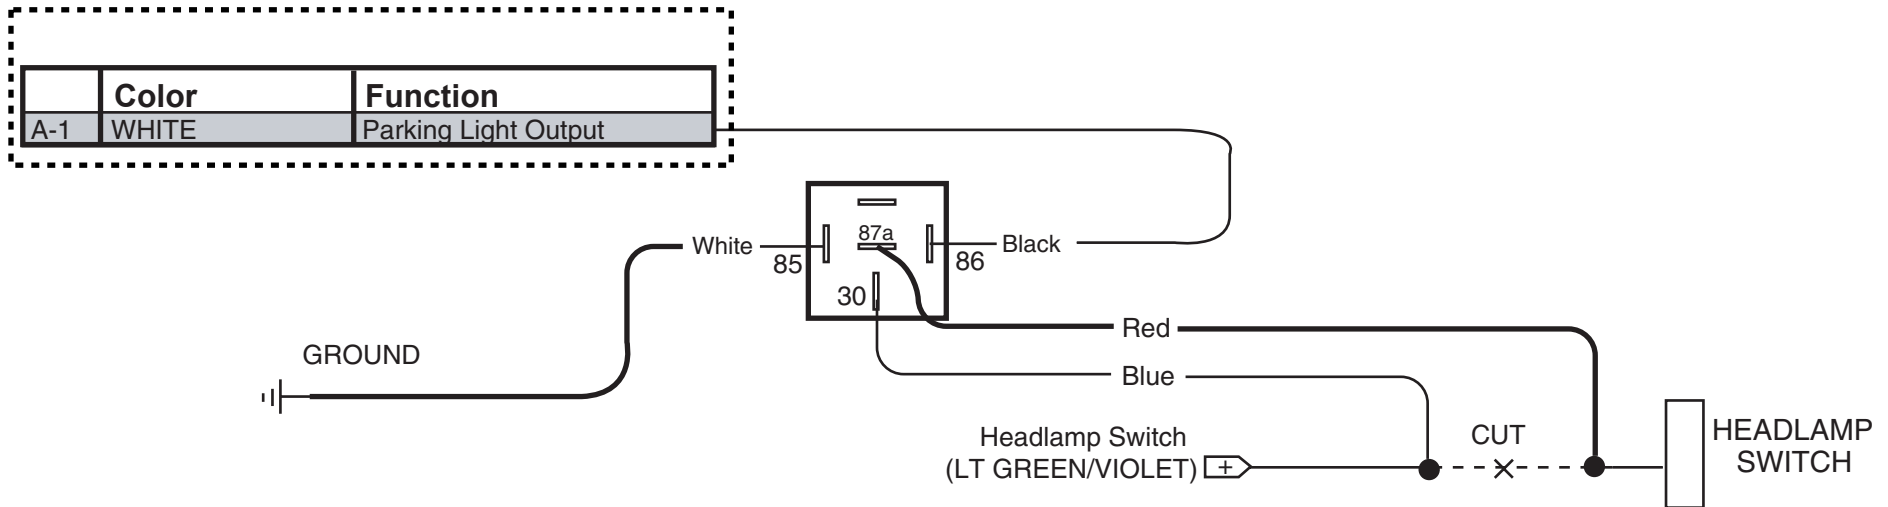 Color Function
A-1 WHITE Parking Light Output
87a
White
85
86
Black
30
Red
GROUND
Blue
Headlamp Switch
(LT GREEN/VIOLET) +
CUT
HEADLAMP
SWITCH